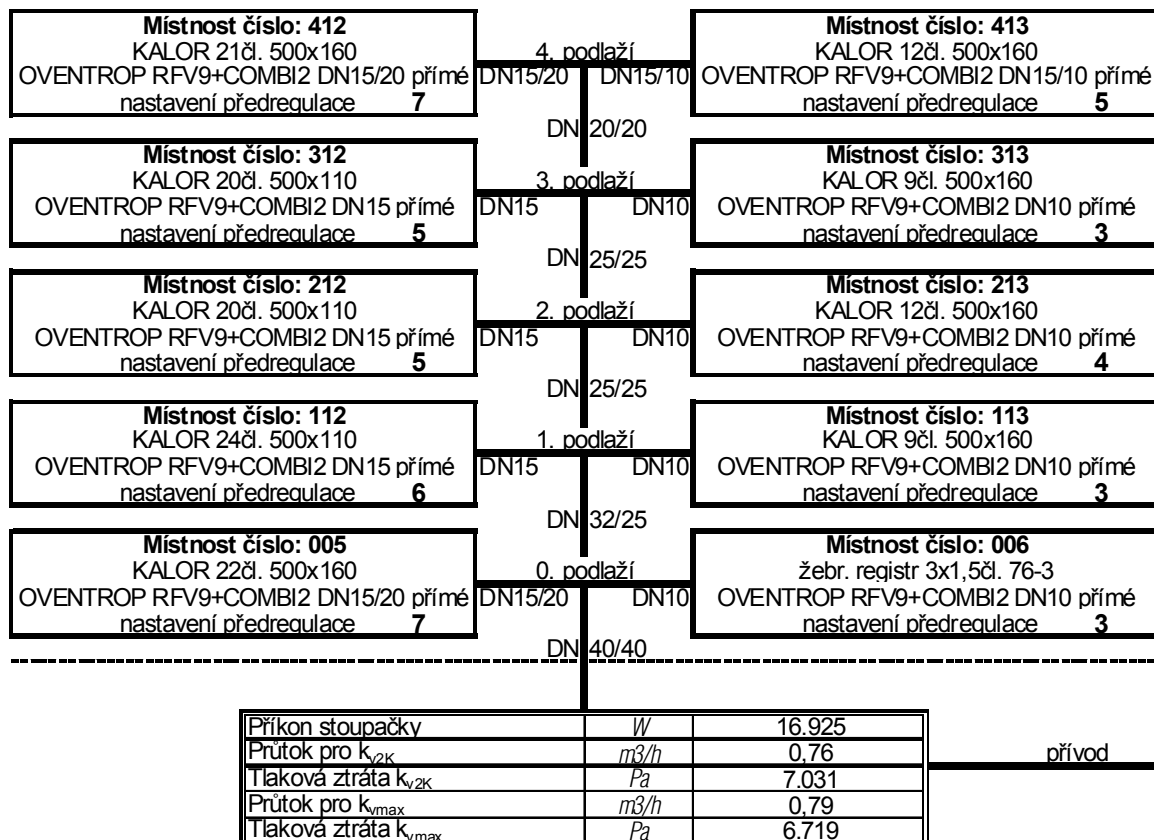 Místnost číslo: 412
KALOR 21čl. 500x160
OVENTROP RFV9+COMBI2 DN15/20 přímé
nastavení předregulace 7
4. podlaží
DN15/20 DN15/10
Místnost číslo: 413
KALOR 12čl. 500x160
OVENTROP RFV9+COMBI2 DN15/10 přímé
nastavení předregulace 5
DN 20/20
Místnost číslo: 312
KALOR 20čl. 500x110
OVENTROP RFV9+COMBI2 DN15 přímé
nastavení předregulace 5
3. podlaží
DN15 DN10
Místnost číslo: 313
KALOR 9čl. 500x160
OVENTROP RFV9+COMBI2 DN10 přímé
nastavení předregulace 3
DN 25/25
Místnost číslo: 212
KALOR 20čl. 500x110
OVENTROP RFV9+COMBI2 DN15 přímé
nastavení předregulace 5
2. podlaží
DN15 DN10
Místnost číslo: 213
KALOR 12čl. 500x160
OVENTROP RFV9+COMBI2 DN10 přímé
nastavení předregulace 4
DN 25/25
Místnost číslo: 112
KALOR 24čl. 500x110
OVENTROP RFV9+COMBI2 DN15 přímé
nastavení předregulace 6
1. podlaží
DN15 DN10
Místnost číslo: 113
KALOR 9čl. 500x160
OVENTROP RFV9+COMBI2 DN10 přímé
nastavení předregulace 3
DN 32/25
Místnost číslo: 005
KALOR 22čl. 500x160
OVENTROP RFV9+COMBI2 DN15/20 přímé
nastavení předregulace 7
0. podlaží
DN15/20 DN10
Místnost číslo: 006
žebr. registr 3x1,5čl. 76-3
OVENTROP RFV9+COMBI2 DN10 přímé
nastavení předregulace 3
DN 40/40
Příkon stoupačky W 16.925
Průtok pro kv2K m3/h 0,76
přívod
Tlaková ztráta kv2K Pa 7.031
Průtok pro kvmax m3/h 0,79
Tlaková ztráta kvmax Pa 6.719